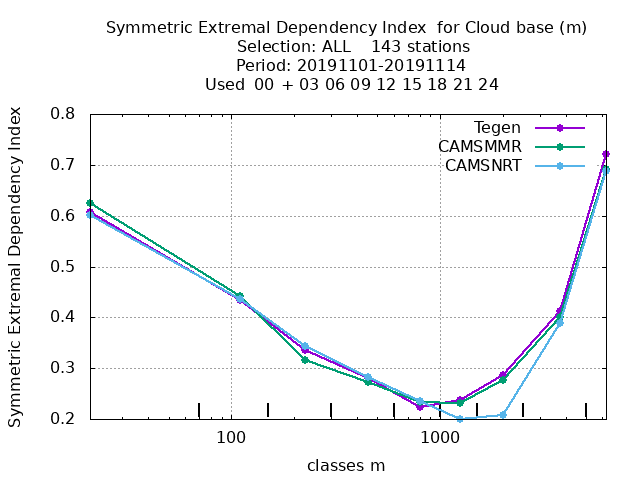 Symmetric Extremal Dependency Index  for Cloud base (m)
Selection: ALL    143 stations
Period: 20191101-20191114
Used  00 + 03 06 09 12 15 18 21 24
Symmetric Extremal Dependency Index
0.8
0.7
0.6
0.5
0.4
0.3
0.2
Tegen
CAMSMMR
CAMSNRT
100
1000
classes m